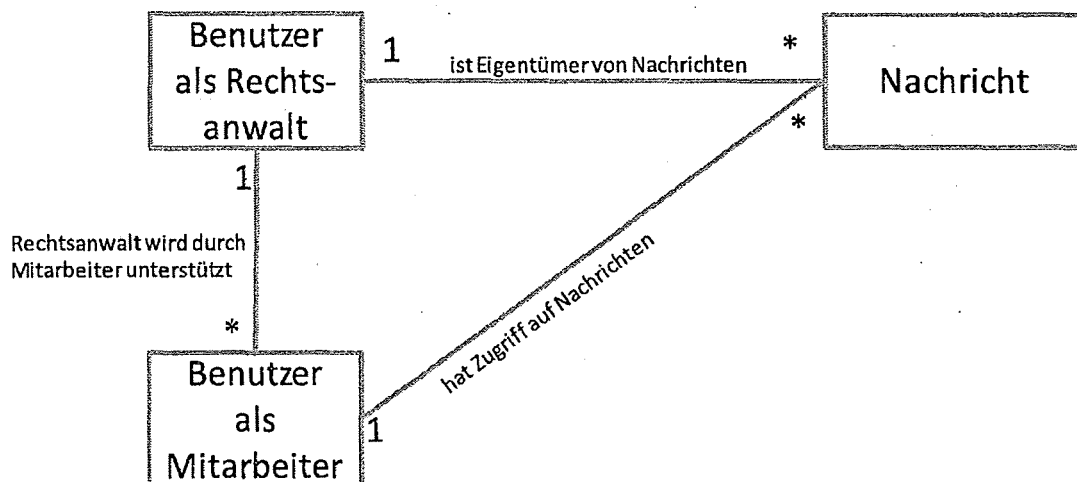 Benutzer
als Rechts-
anwalt
1
ist Eigentümer von Nachrichten
*
Nachricht
*
1
Rechtsanwalt wird durch
Mitarbeiter unterstützt
*
hat Zugriff auf Nachrichten
Benutzer
als
Mitarbeiter
1